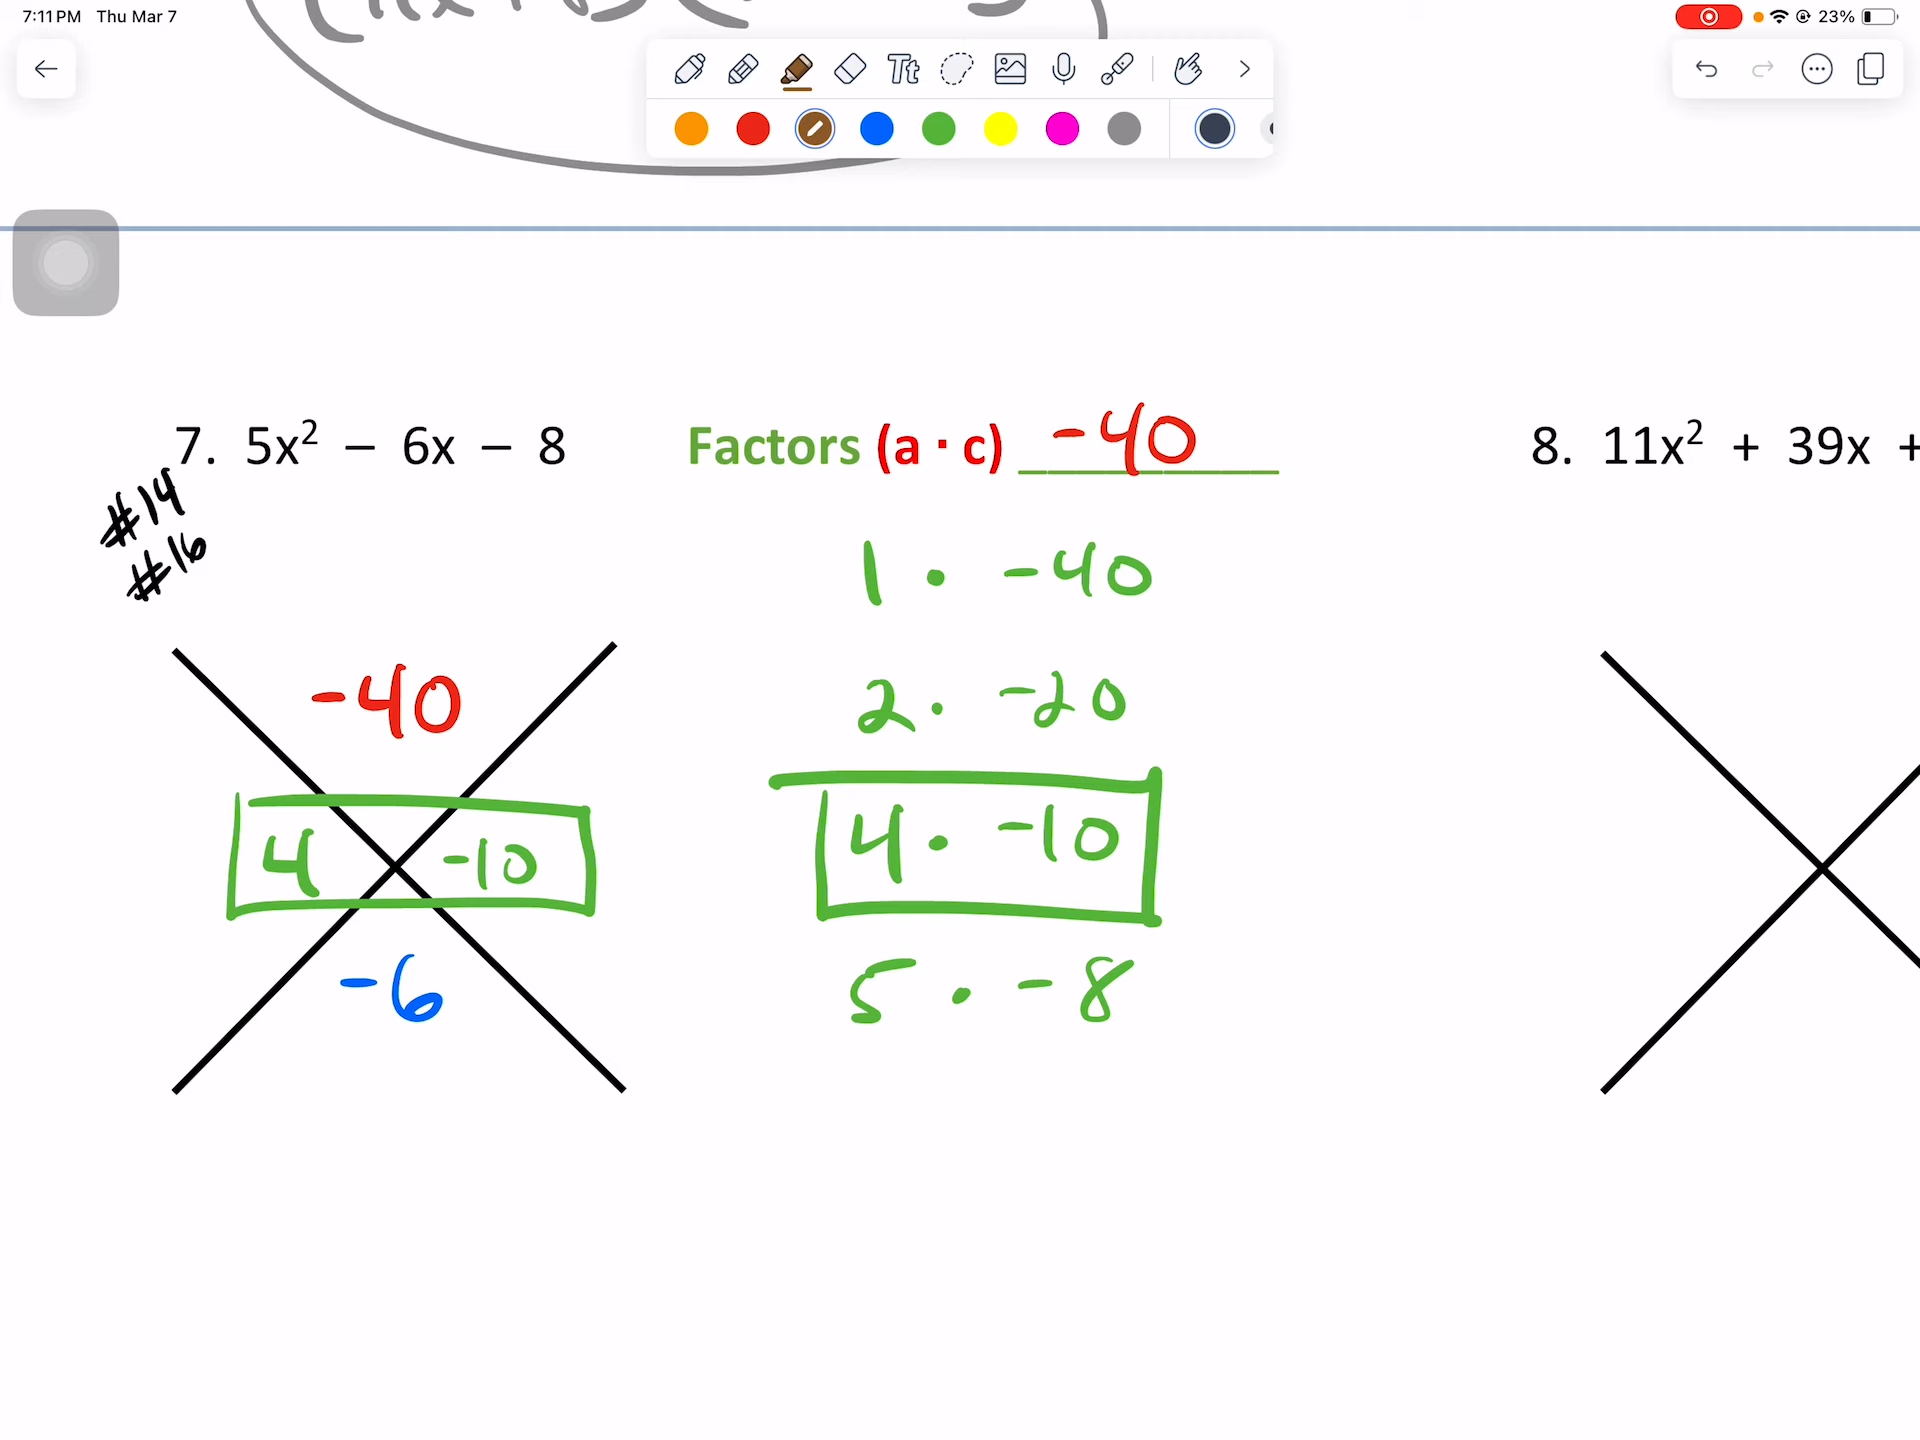 7:11 PM Thu Mar 7
23%
Tt
7. 5x² − 6x − 8
Factors (a · c) -40
8. 11x² + 39x +
#14
#16
1 · -40
-40
2 · -20
4 -10
4 · -10
-6
5 · -8